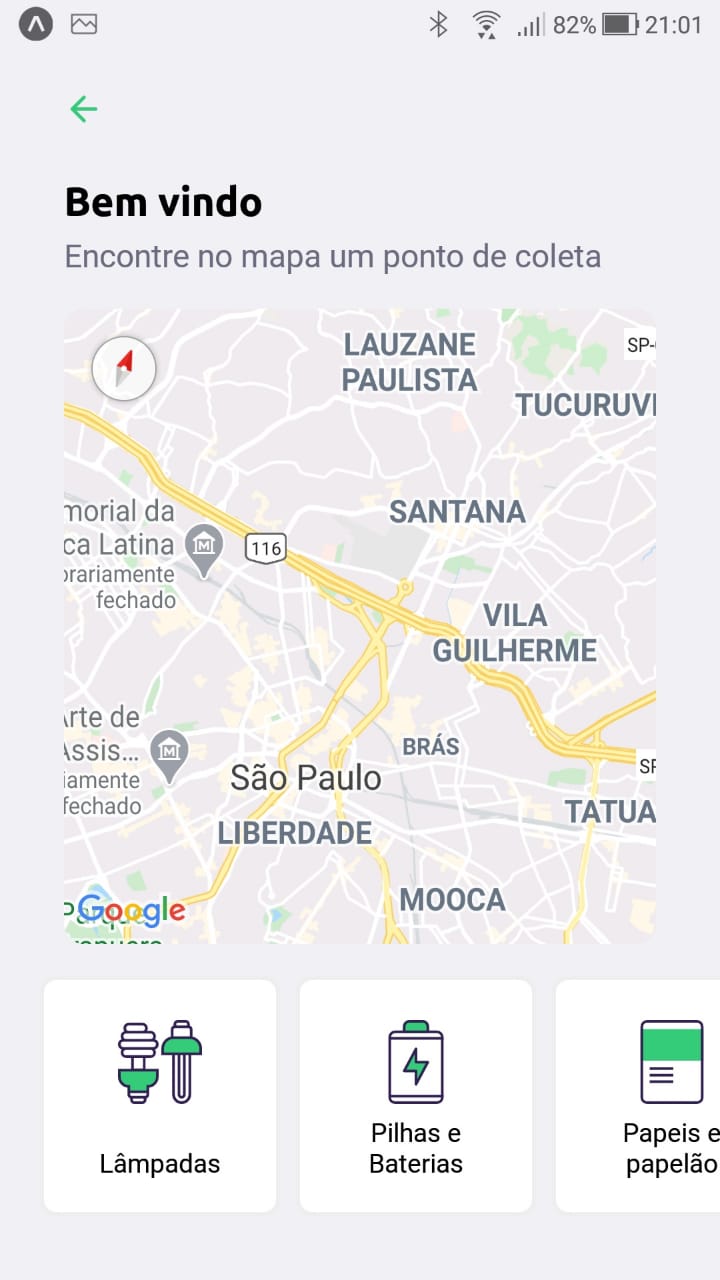 82% 21:01
Bem vindo
Encontre no mapa um ponto de coleta
LAUZANE
PAULISTA
SP-
TUCURUVI
morial da
ca Latina
orariamente
fechado
116
SANTANA
VILA
GUILHERME
Arte de
Assis...
iamente
fechado
BRÁS
São Paulo
SP
LIBERDADE
TATUA
MOOCA
Google
Lâmpadas
Pilhas e
Baterias
Papeis e
papelão